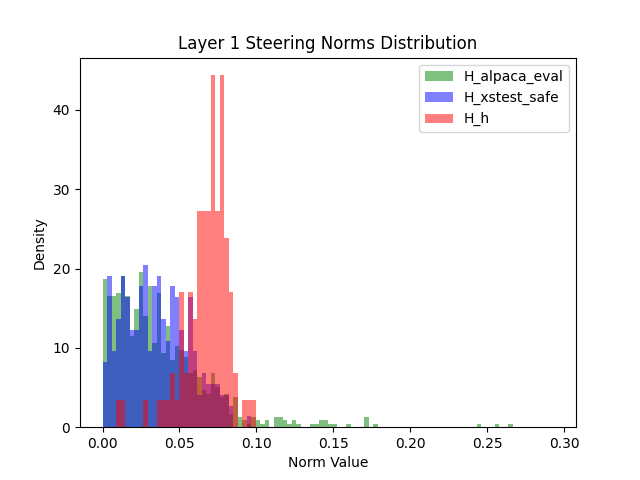 Layer 1 Steering Norms Distribution
H_alpaca_eval
H_xstest_safe
H_h
Density
40
30
20
10
0
0.00 0.05 0.10 0.15 0.20 0.25 0.30
Norm Value